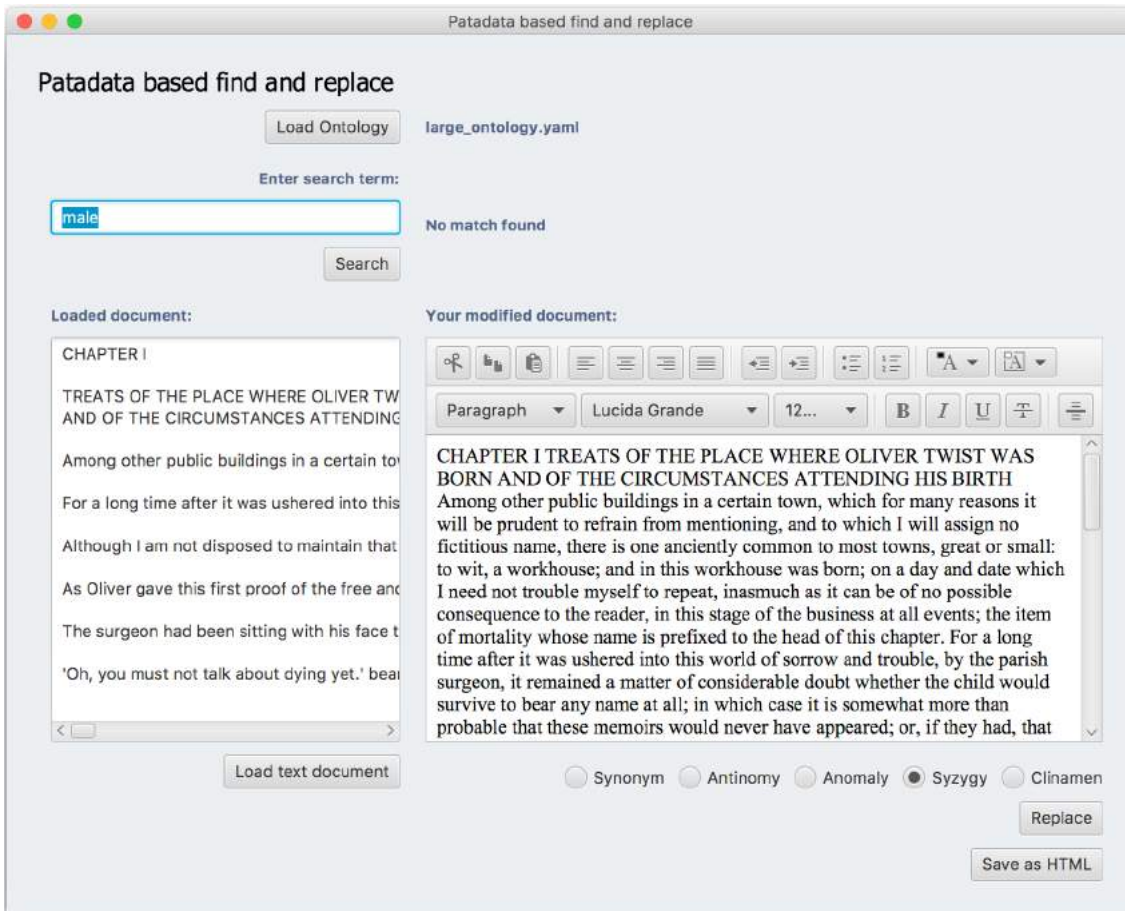 Patadata based find and replace
Patadata based find and replace
Load Ontology
large_ontology.yaml
Enter search term:
male
No match found
Search
Loaded document:
CHAPTER I
TREATS OF THE PLACE WHERE OLIVER TW
AND OF THE CIRCUMSTANCES ATTENDING
Among other public buildings in a certain tov
For a long time after it was ushered into this
Although I am not disposed to maintain that
As Oliver gave this first proof of the free and
The surgeon had been sitting with his face t
'Oh, you must not talk about dying yet.' bear
Load text document
Your modified document:
A A
Paragraph Lucida Grande 12... B I U T
CHAPTER I TREATS OF THE PLACE WHERE OLIVER TWIST WAS
BORN AND OF THE CIRCUMSTANCES ATTENDING HIS BIRTH
Among other public buildings in a certain town, which for many reasons it
will be prudent to refrain from mentioning, and to which I will assign no
fictitious name, there is one anciently common to most towns, great or small:
to wit, a workhouse; and in this workhouse was born; on a day and date which
I need not trouble myself to repeat, inasmuch as it can be of no possible
consequence to the reader, in this stage of the business at all events; the item
of mortality whose name is prefixed to the head of this chapter. For a long
time after it was ushered into this world of sorrow and trouble, by the parish
surgeon, it remained a matter of considerable doubt whether the child would
survive to bear any name at all; in which case it is somewhat more than
probable that these memoirs would never have appeared; or, if they had, that
Synonym Antinomy Anomaly Syzygy Clinamen
Replace
Save as HTML